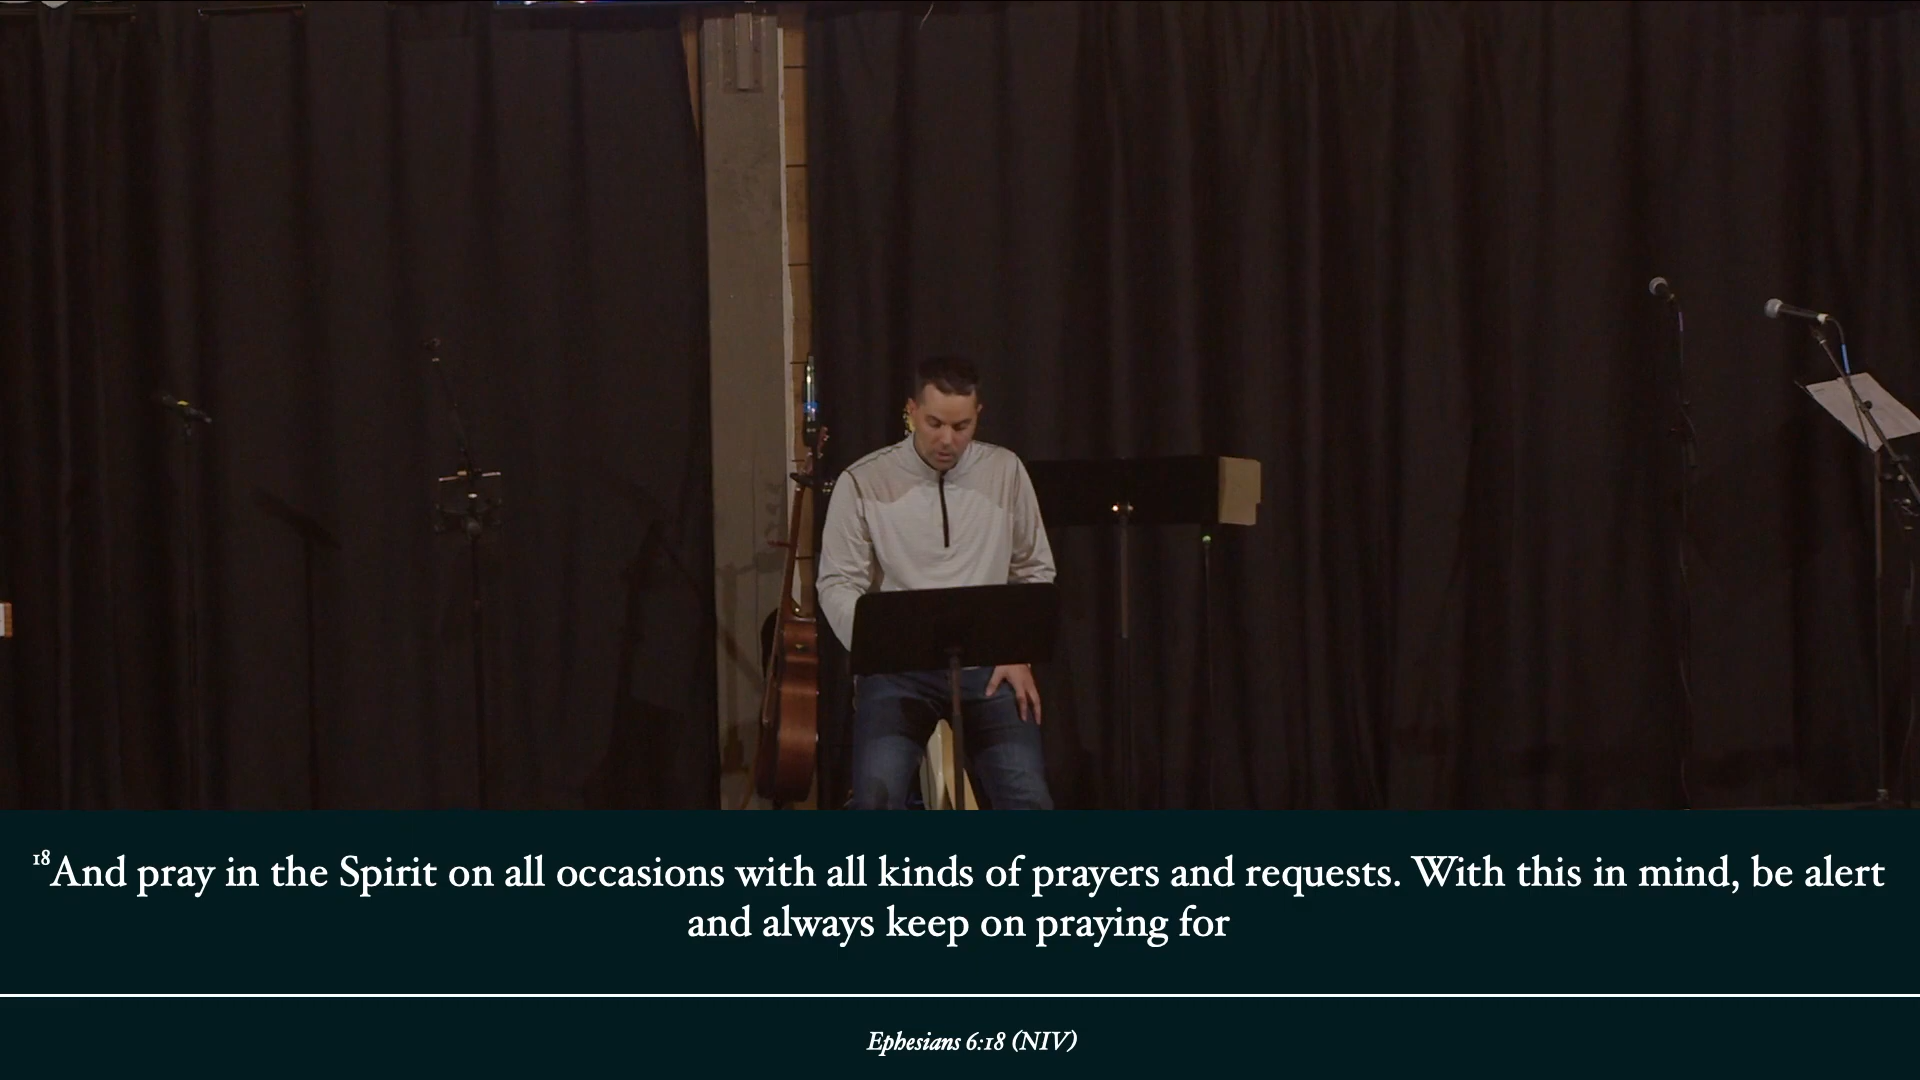 18And pray in the Spirit on all occasions with all kinds of prayers and requests. With this in mind, be alert
and always keep on praying for
Ephesians 6:18 (NIV)